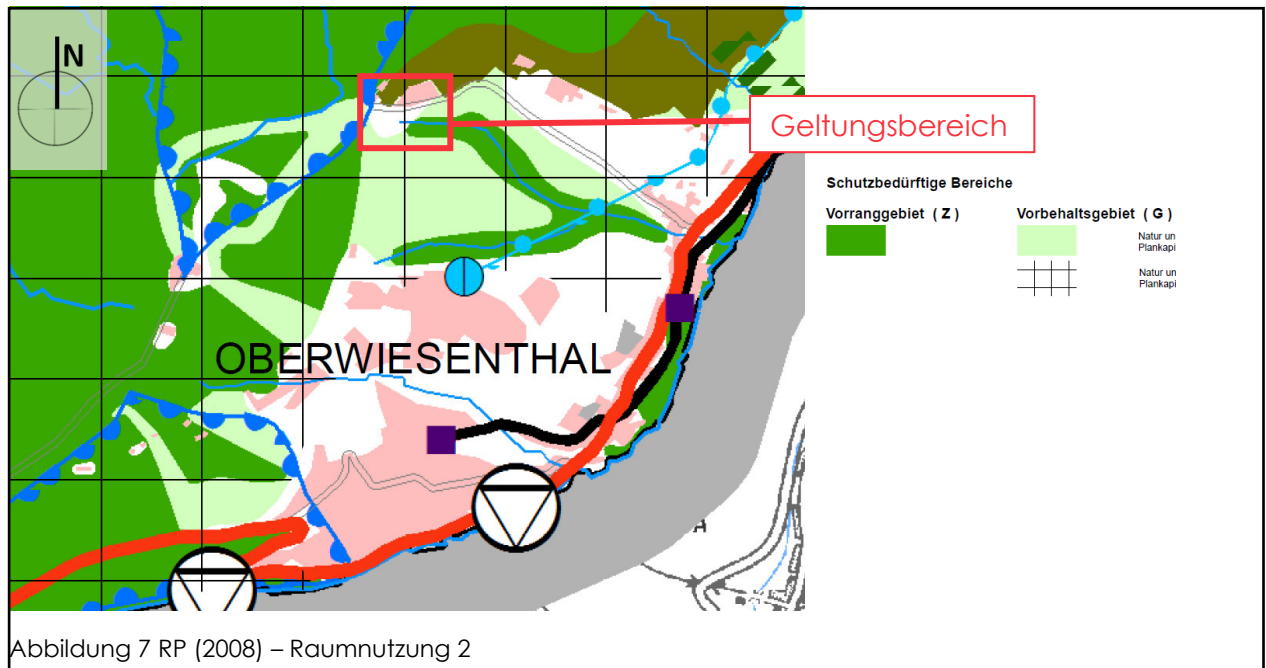 N
Geltungsbereich
Schutzbedürftige Bereiche
Vorranggebiet ( Z )
Vorbehaltsgebiet ( G )
Natur un
Plankapi
Natur un
Plankapi
OBERWIESENTHAL
A
Abbildung 7 RP (2008) – Raumnutzung 2